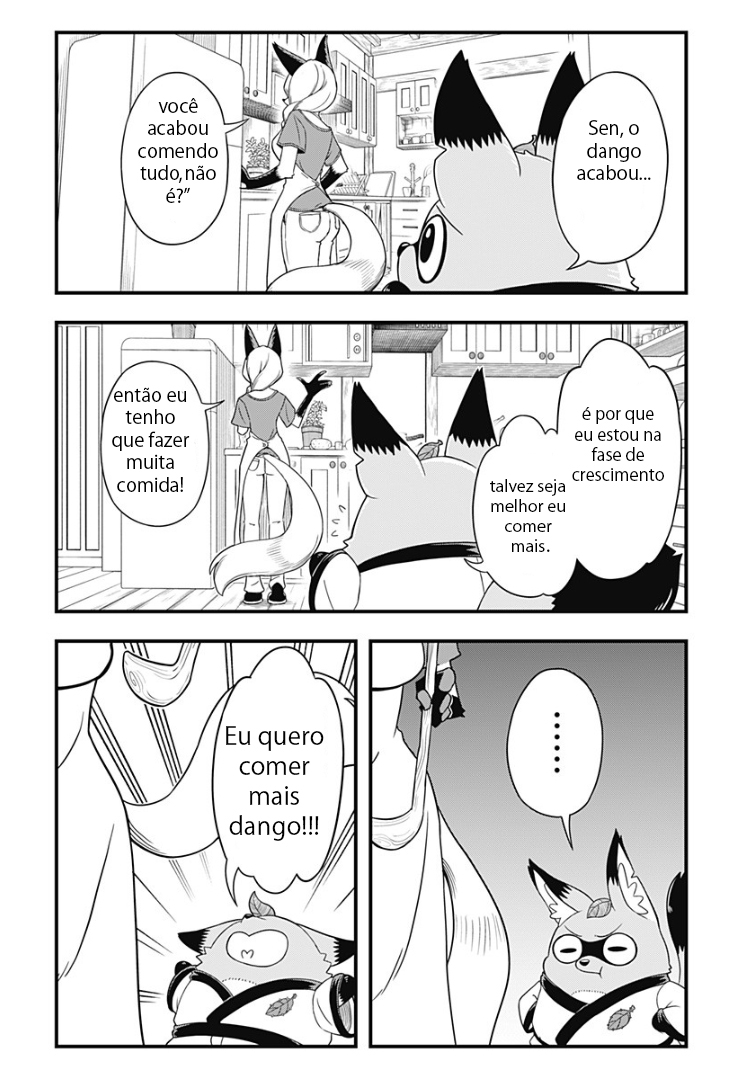 Sen, o
dango
acabou...
você
acabou
comendo
tudo, não
é?”
é por que
eu estou na
fase de
crescimento
talvez seja
melhor eu
comer
mais.
então eu
tenho
que fazer
muita
comida!
......
Eu quero
comer
mais
dango!!!